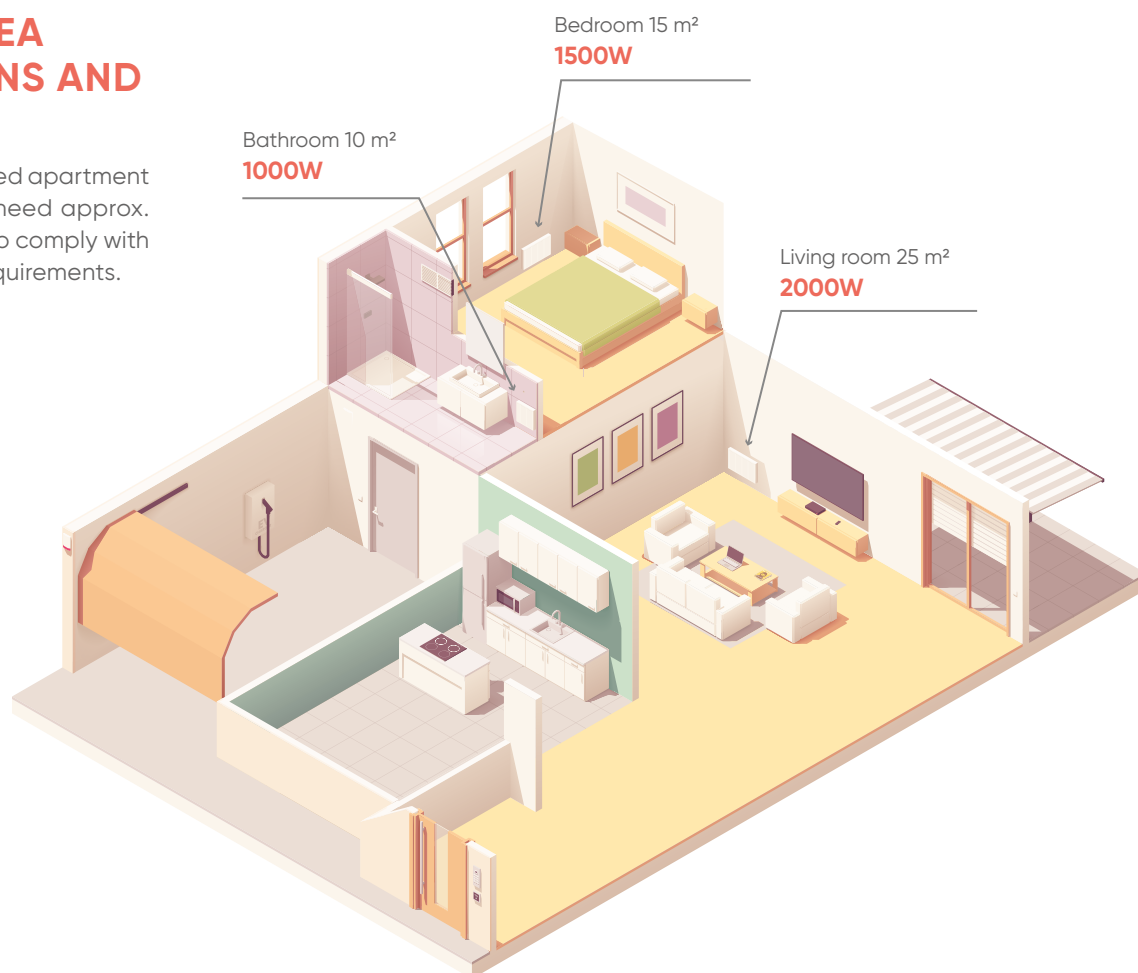 EA
NS AND
ed apartment
need approx.
o comply with
quirements.
Bedroom 15 m²
1500W
Bathroom 10 m²
1000W
Living room 25 m²
2000W